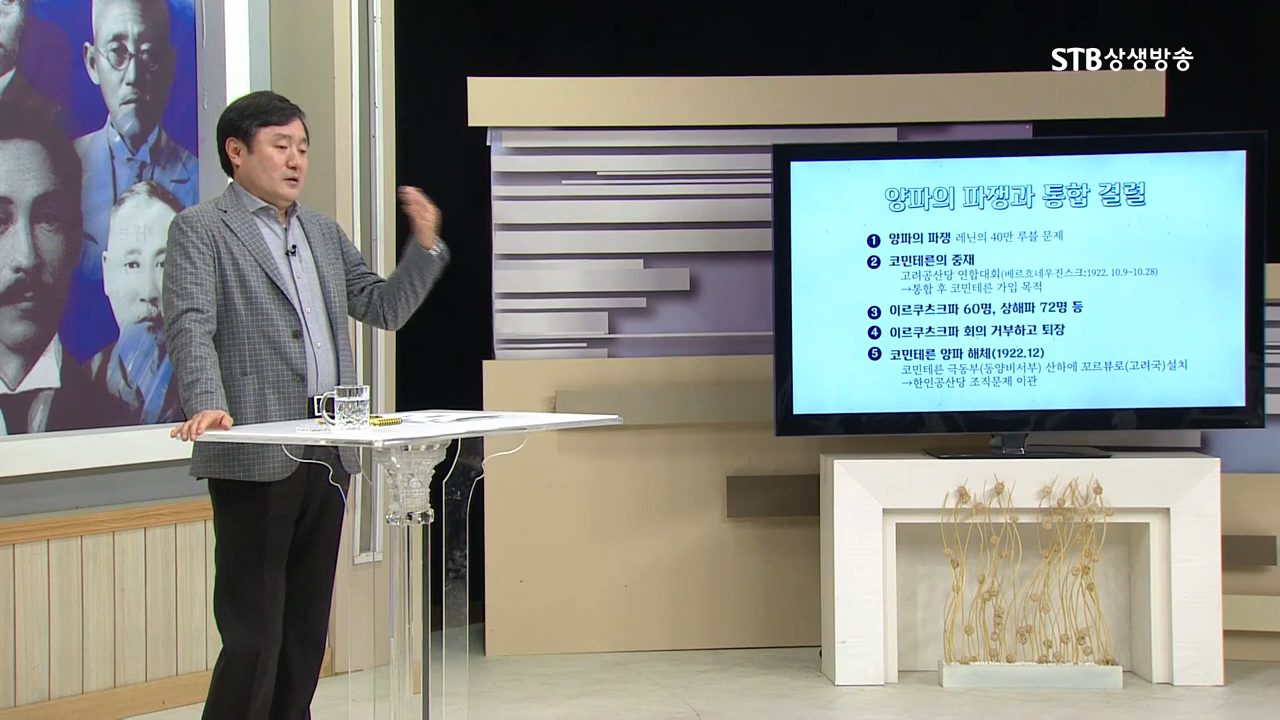 STB상생방송
양파의 파쟁과 통합 결렬
1 양파의 파쟁 레닌의 40만 루블 문제
2 코민테른의 중재
고려공산당 연합대회(베르흐네우진스크:1922. 10.9~10.28)
→통합 후 코민테른 가입 목적
3 이르쿠츠크파 60명, 상해파 72명 등
4 이르쿠츠크파 회의 거부하고 퇴장
5 코민테른 양파 해체(1922.12)
코민테른 극동부(동양비서부) 산하에 꼬르뷰로(고려국)설치
→한인공산당 조직문제 이관